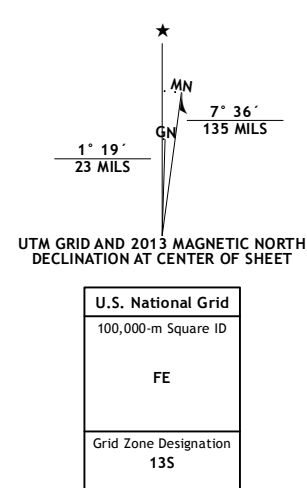 ★
MN
7° 36´
135 MILS
GN
1° 19´
23 MILS
UTM GRID AND 2013 MAGNETIC NORTH
DECLINATION AT CENTER OF SHEET
U.S. National Grid
100,000-m Square ID
FE
Grid Zone Designation
13S